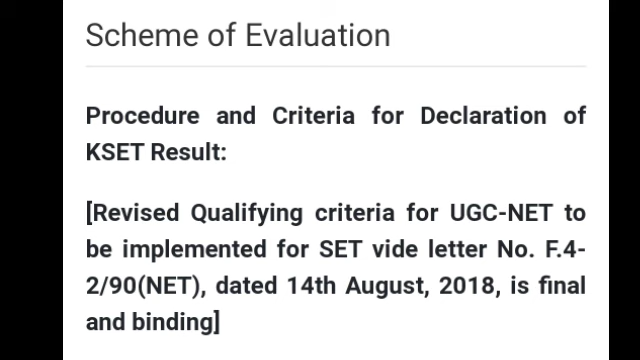 Scheme of Evaluation
Procedure and Criteria for Declaration of
KSET Result:
[Revised Qualifying criteria for UGC-NET to
be implemented for SET vide letter No. F.4-
2/90(NET), dated 14th August, 2018, is final
and binding]